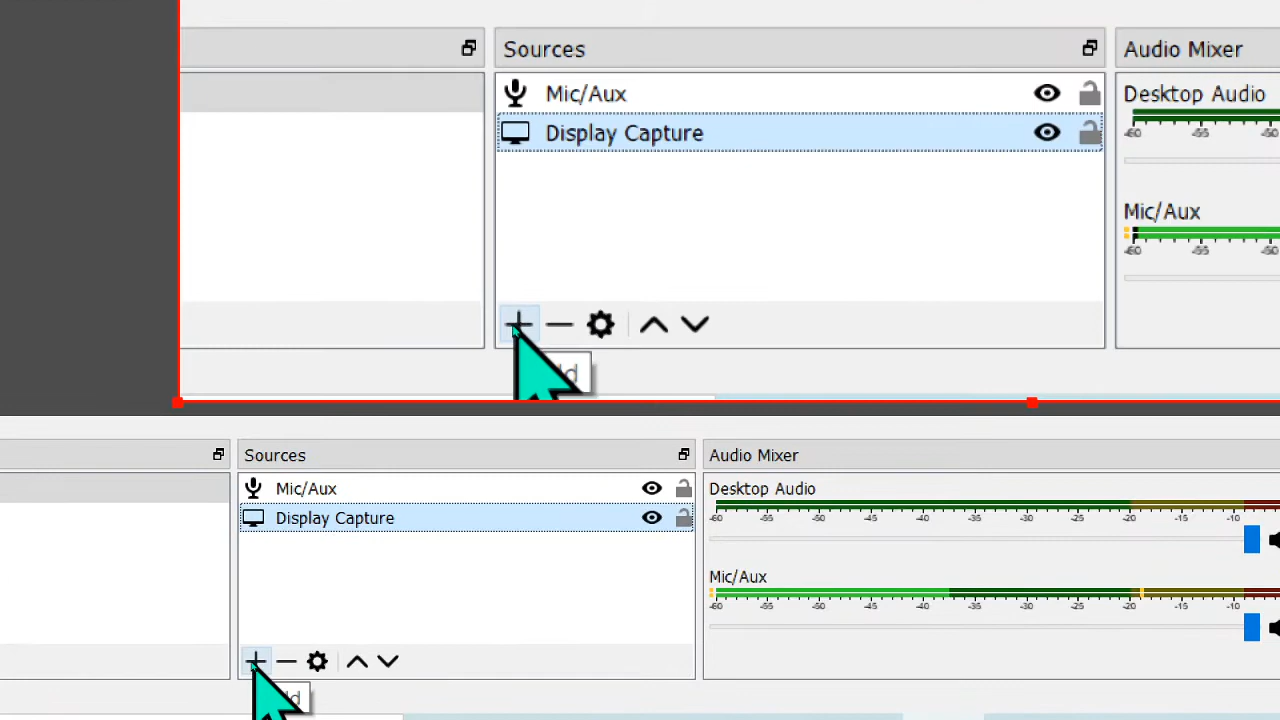 Sources
Audio Mixer
Mic/Aux
Desktop Audio
Display Capture
-60 -55 -50
Mic/Aux
-60 -55 -50
Sources
Audio Mixer
Mic/Aux
Desktop Audio
Display Capture
-60 -55 -50 -45 -40 -35 -30 -25 -20 -15 -10
Mic/Aux
-60 -55 -50 -45 -40 -35 -30 -25 -20 -15 -10